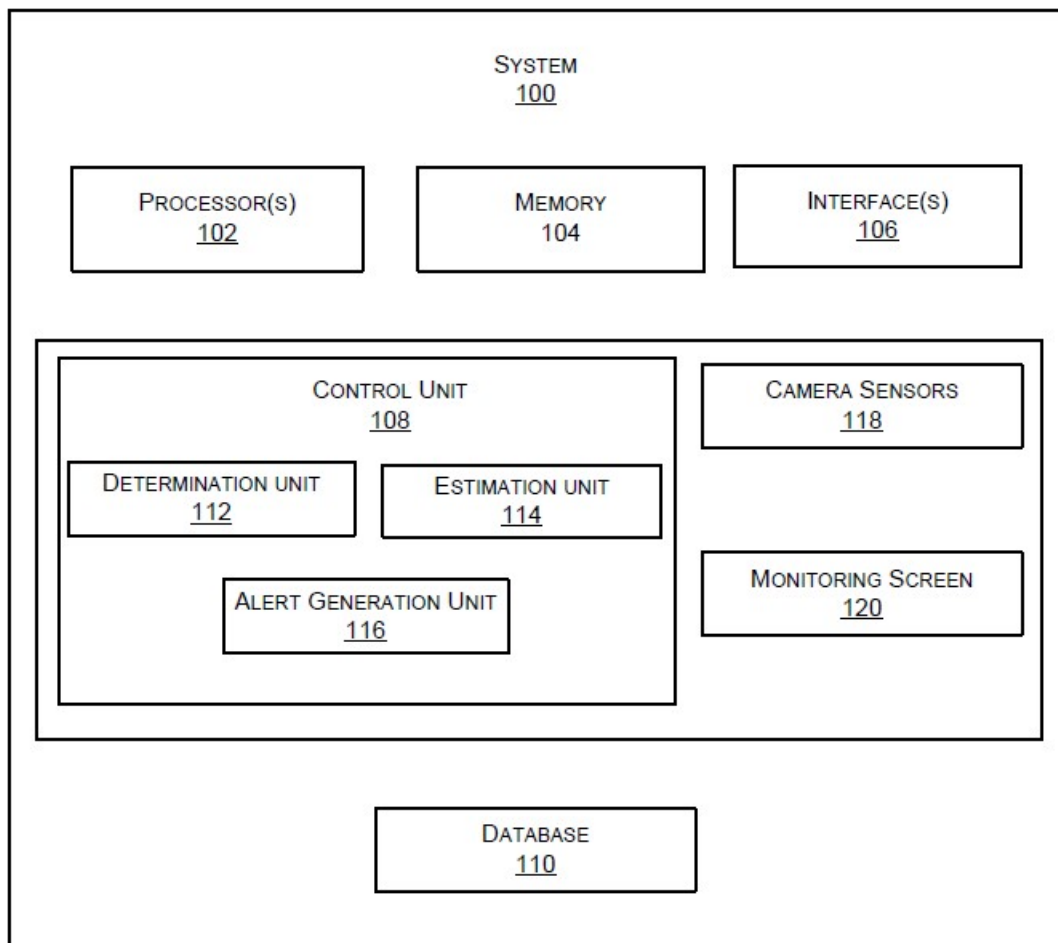 SYSTEM
100
PROCESSOR(S)
102
MEMORY
104
INTERFACE(S)
106
CONTROL UNIT
108
DETERMINATION UNIT
112
ESTIMATION UNIT
114
ALERT GENERATION UNIT
116
CAMERA SENSORS
118
MONITORING SCREEN
120
DATABASE
110